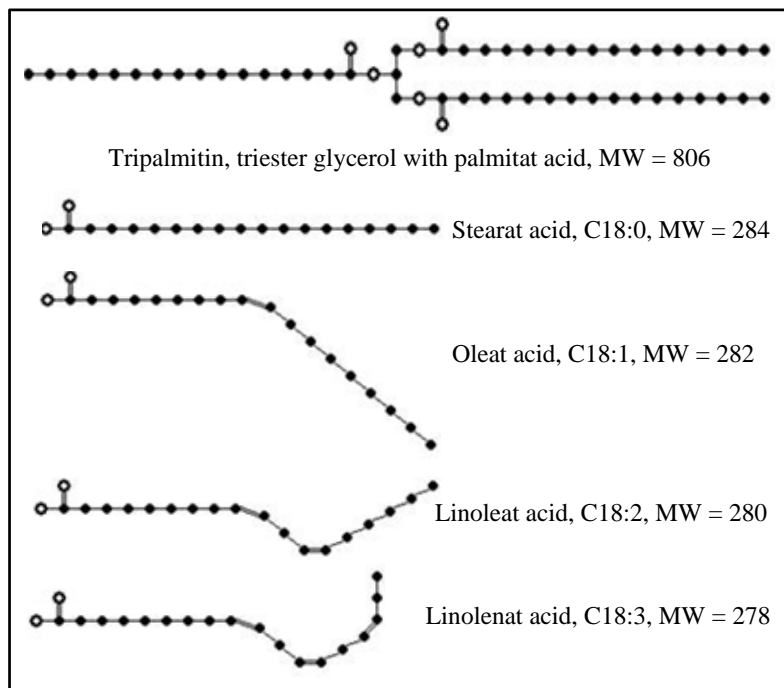 Tripalmitin, triester glycerol with palmitat acid, MW = 806
Stearat acid, C18:0, MW = 284
Oleat acid, C18:1, MW = 282
Linoleat acid, C18:2, MW = 280
Linolenat acid, C18:3, MW = 278